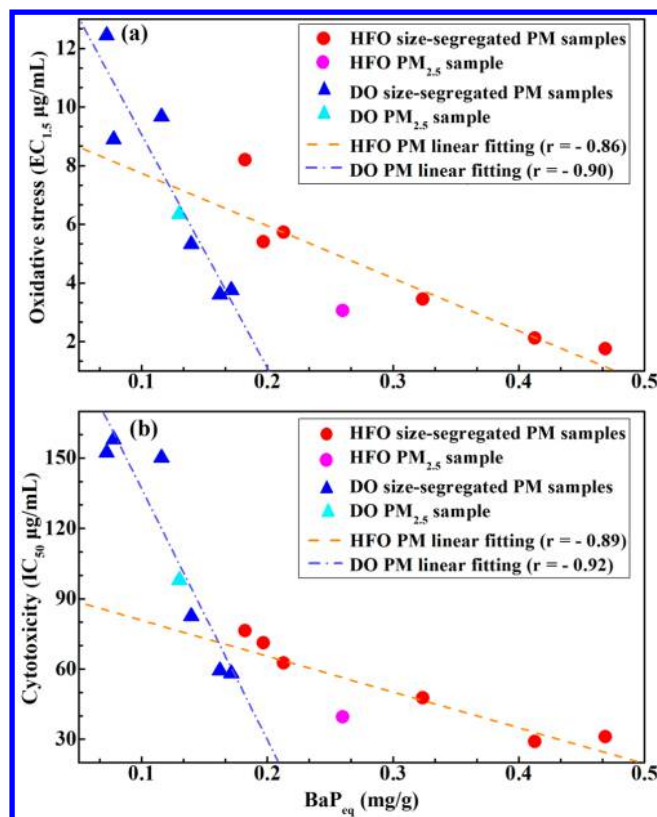 (a)
HFO size-segregated PM samples
HFO PM2.5 sample
DO size-segregated PM samples
DO PM2.5 sample
HFO PM linear fitting (r = - 0.86)
DO PM linear fitting (r = - 0.90)
Oxidative stress (EC1.5 µg/mL)
12
10
8
6
4
2
0.1 0.2 0.3 0.4 0.5
(b)
HFO size-segregated PM samples
HFO PM2.5 sample
DO size-segregated PM samples
DO PM2.5 sample
HFO PM linear fitting (r = - 0.89)
DO PM linear fitting (r = - 0.92)
Cytotoxicity (IC50 µg/mL)
150
120
90
60
30
0.1 0.2 0.3 0.4 0.5
BaPeq (mg/g)